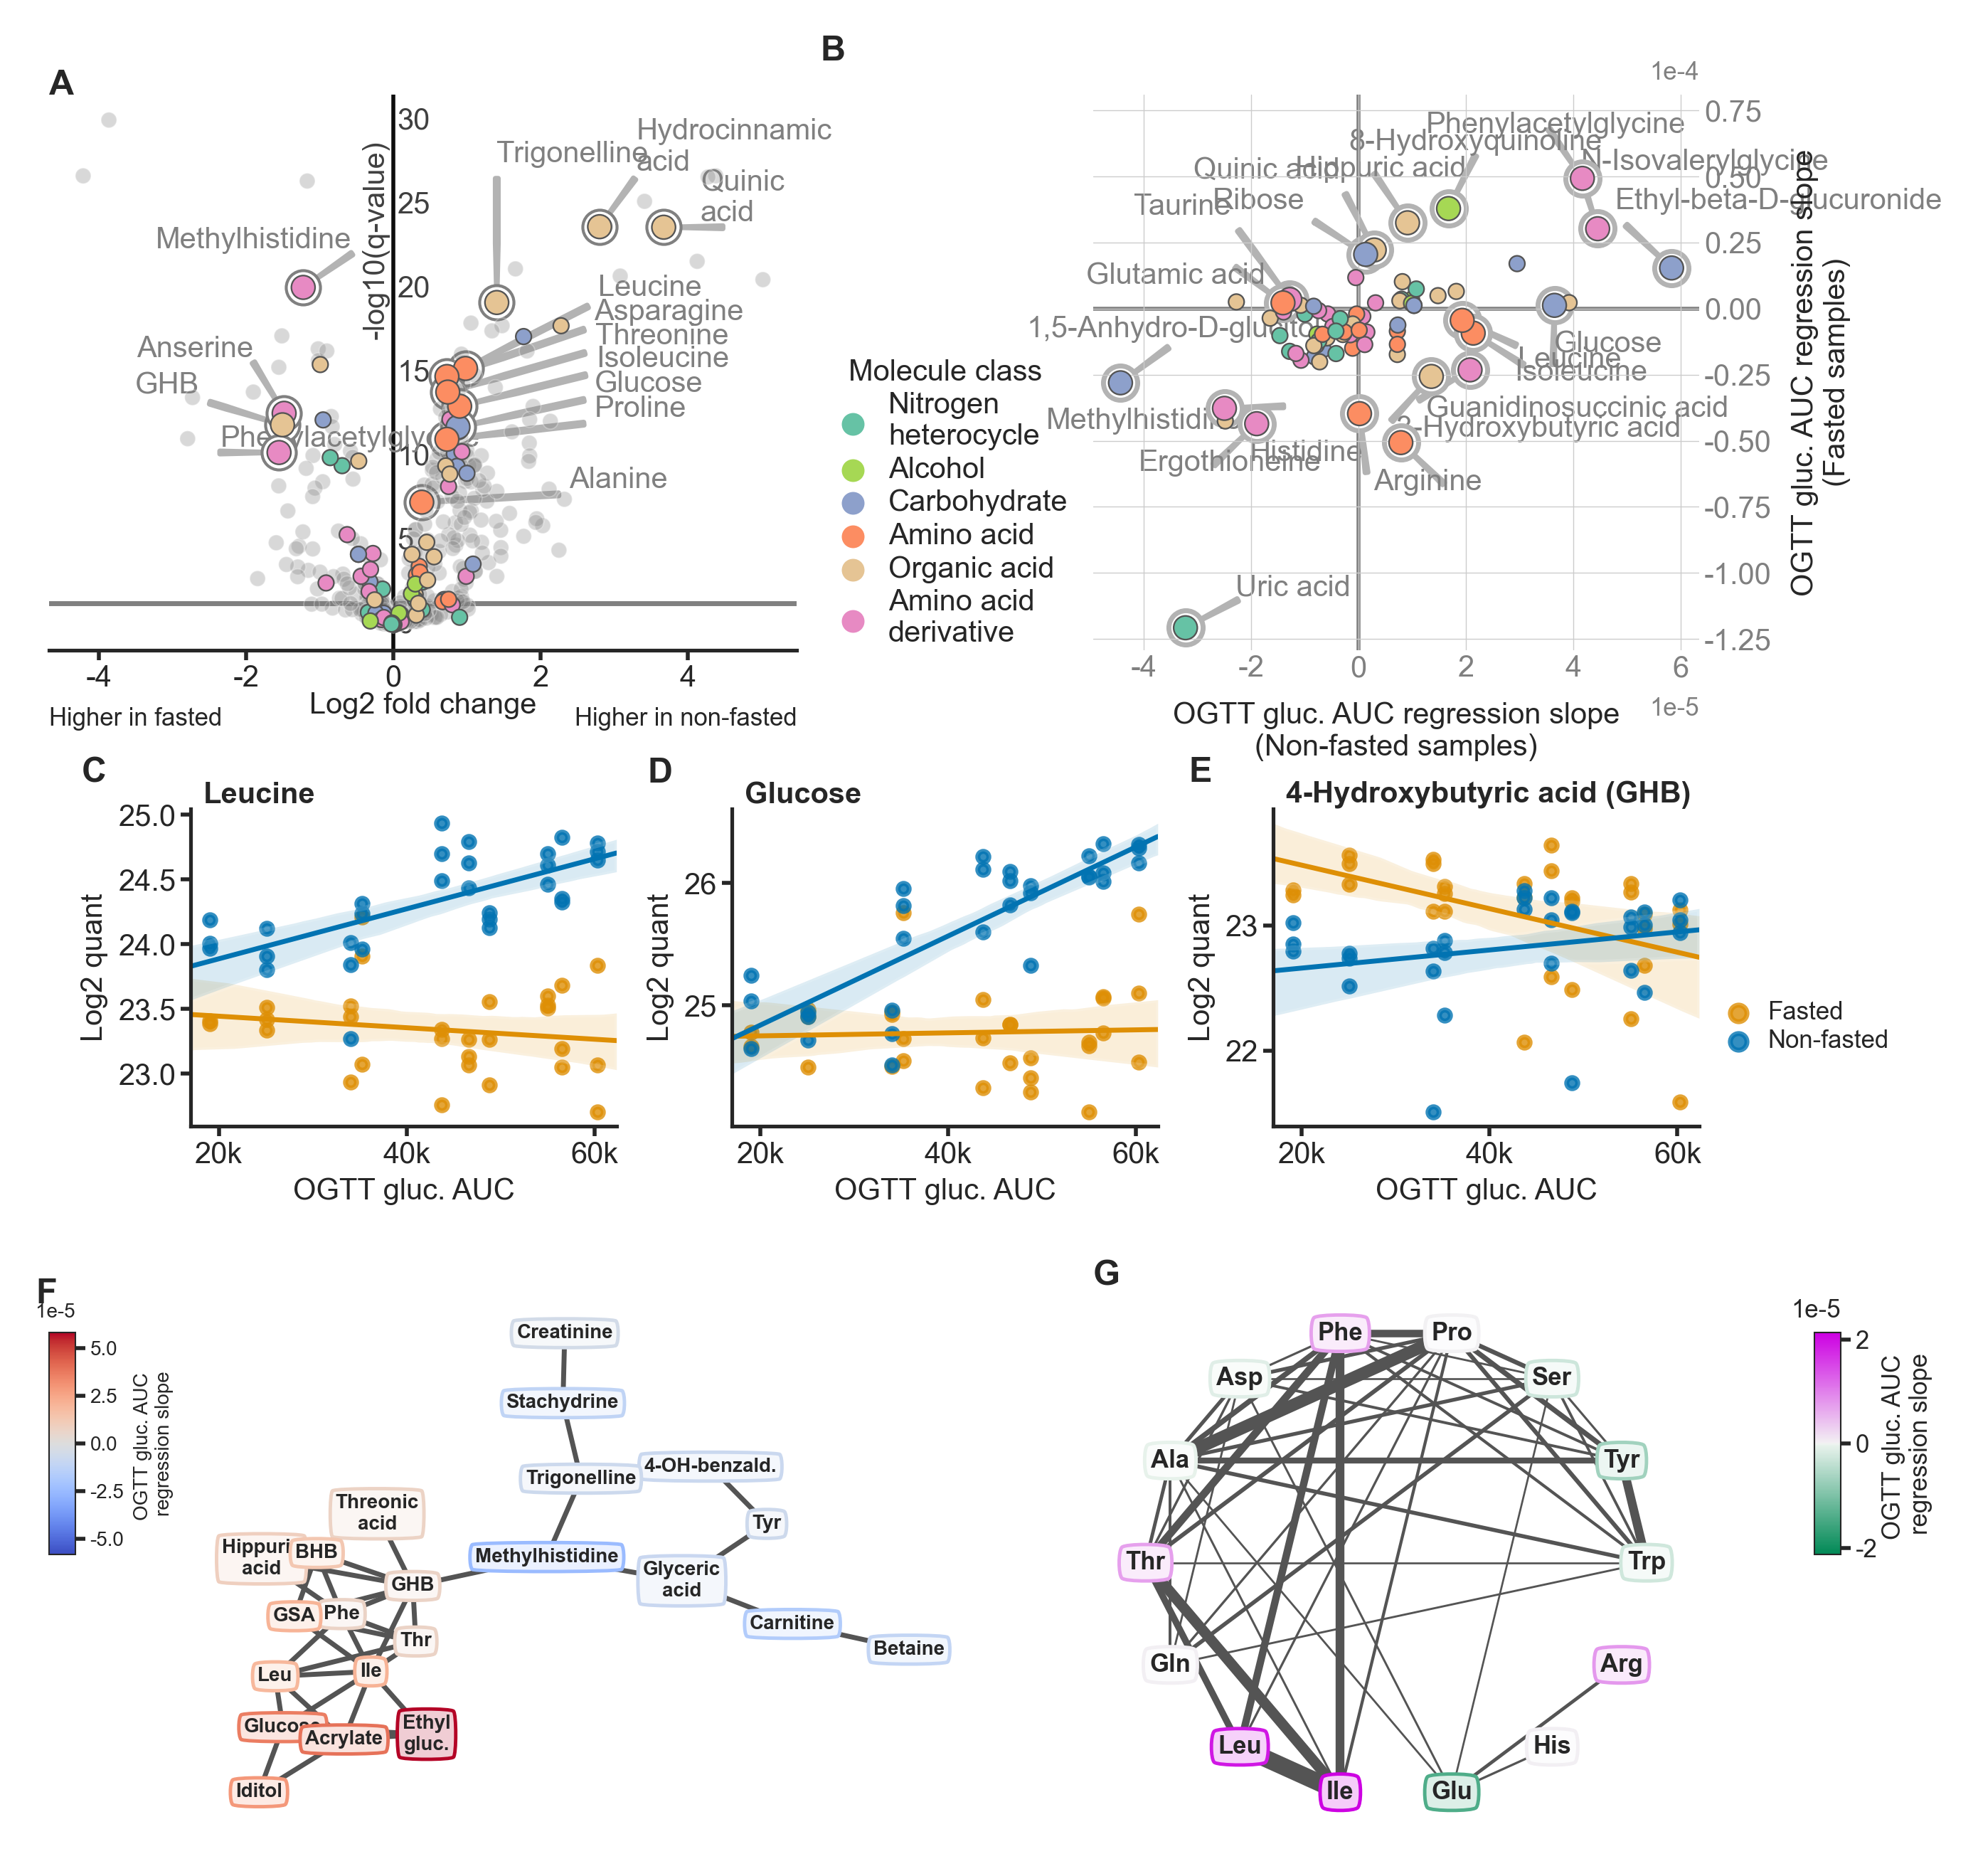 A
30
25
20
15
10
5
-log10(q-value)
Trigonelline
Hydrocinnamic
acid
Quinic
acid
Methylhistidine
Leucine
Asparagine
Threonine
Isoleucine
Glucose
Proline
Anserine
GHB
Alanine
-4
-2
0
2
4
Log2 fold change
Higher in fasted
Higher in non-fasted
Molecule class
Nitrogen
heterocycle
Alcohol
Carbohydrate
Amino acid
Organic acid
Amino acid
derivative
B
1e-4
0.75
0.50
0.25
0.00
-0.25
-0.50
-0.75
-1.00
-1.25
OGTT gluc. AUC regression slope
(Fasted samples)
Phenylacetylglycine
8-Hydroxyquinoline
N-Isovalerylglycine
Quinic acid
Hippuric acid
Ethyl-beta-D-glucuronide
Taurine
Ribose
Glutamic acid
1,5-Anhydro-D-glucitol
Glucose
Leucine
Isoleucine
Guanidinosuccinic acid
3-Hydroxybutyric acid
Methylhistidine
Histidine
Ergothioneine
Arginine
Uric acid
-4
-2
0
2
4
6
1e-5
OGTT gluc. AUC regression slope
(Non-fasted samples)
C
Leucine
25.0
24.5
24.0
23.5
23.0
Log2 quant
20k
40k
60k
OGTT gluc. AUC
D
Glucose
26
25
Log2 quant
20k
40k
60k
OGTT gluc. AUC
E
4-Hydroxybutyric acid (GHB)
23
22
Log2 quant
20k
40k
60k
OGTT gluc. AUC
Fasted
Non-fasted
F
1e-5
5.0
2.5
0.0
-2.5
-5.0
OGTT gluc. AUC
regression slope
Creatinine
Stachydrine
Trigonelline
4-OH-benzald.
Tyr
Threonic
acid
Hippuric
acid
BHB
GHB
Methylhistidine
Glyceric
acid
GSA
Phe
Thr
Carnitine
Betaine
Leu
Ile
Glucose
Acrylate
Ethyl
gluc.
Iditol
G
Phe
Pro
Asp
Ser
Ala
Tyr
Thr
Trp
Gln
Arg
Leu
His
Ile
Glu
1e-5
2
0
-2
OGTT gluc. AUC
regression slope